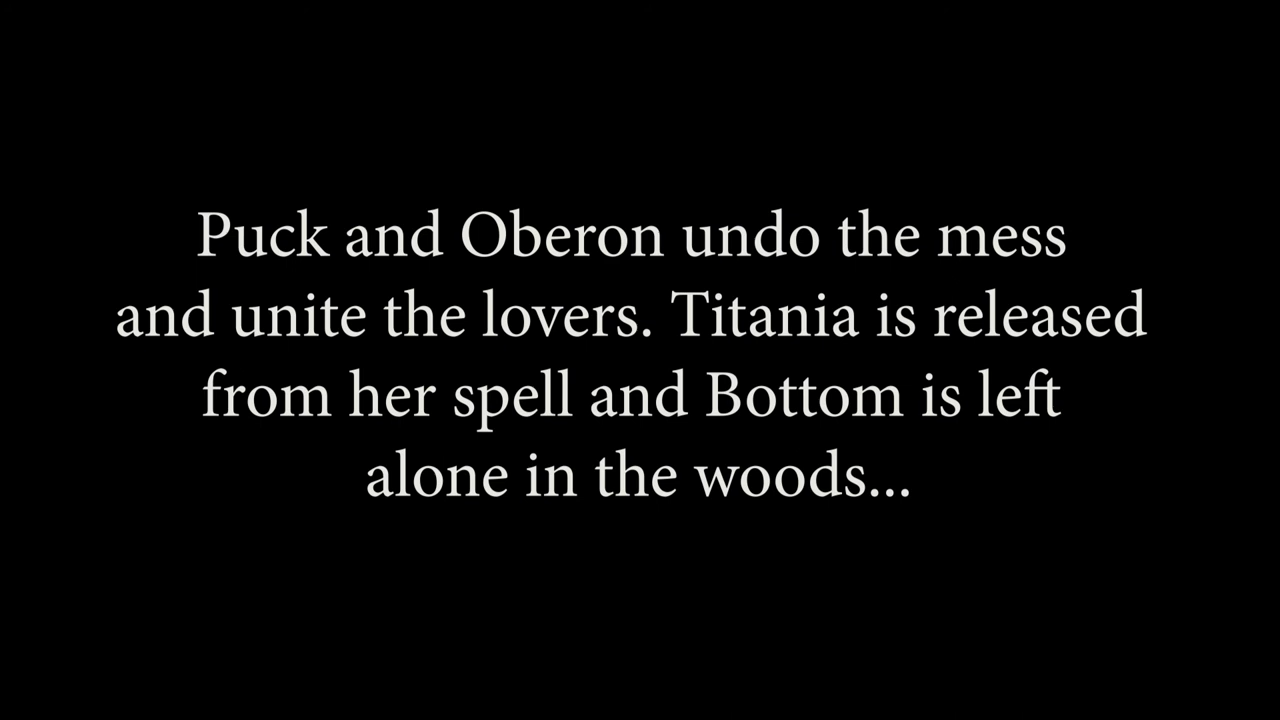 Puck and Oberon undo the mess
and unite the lovers. Titania is released
from her spell and Bottom is left
alone in the woods...